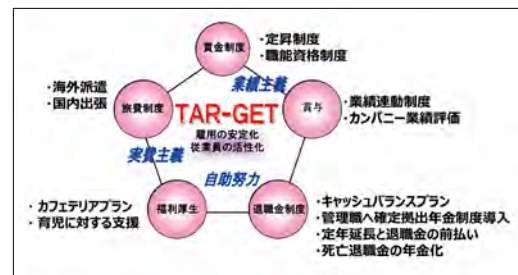 賃金制度
・定昇制度
・職能資格制度
業績主義
・海外派遣
・国内出張
旅費制度
TAR-GET
雇用の安定化
従業員の活性化
賞与
・業績連動制度
・カンパニー業績評価
実費主義
自助努力
・カフェテリアプラン
・育児に対する支援
福利厚生
退職金制度
・キャッシュバランスプラン
・管理職へ確定拠出年金制度導入
・定年延長と退職金の前払い
・死亡退職金の年金化